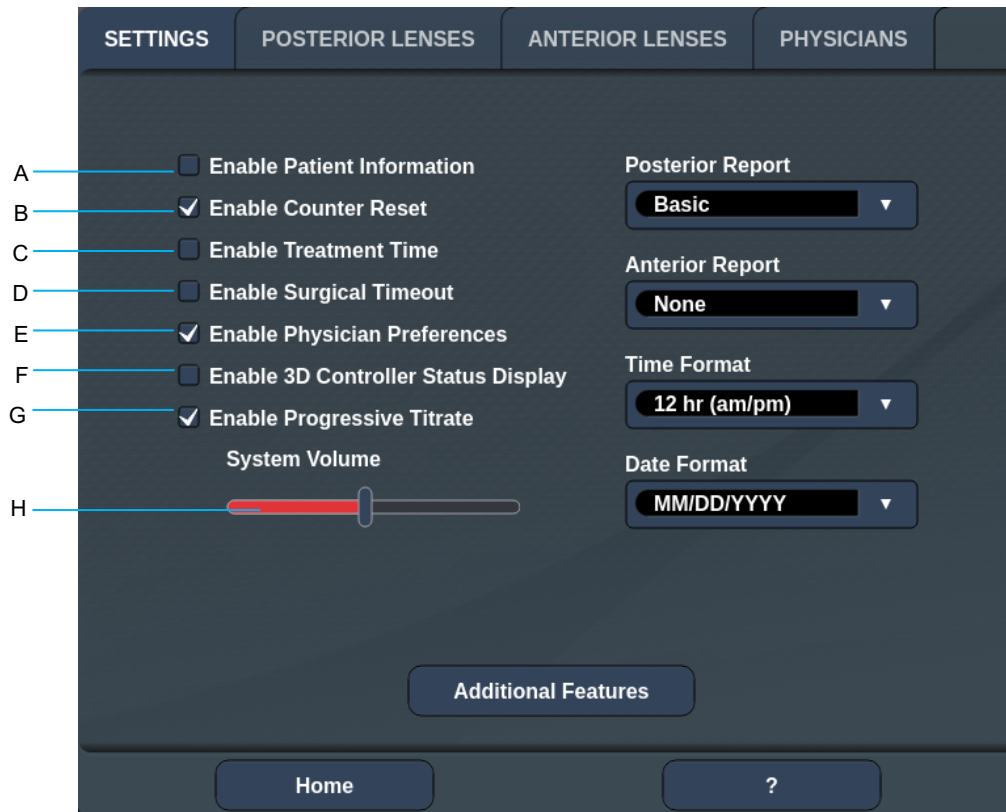 SETTINGS POSTERIOR LENSES ANTERIOR LENSES PHYSICIANS
A Enable Patient Information
B Enable Counter Reset
C Enable Treatment Time
D Enable Surgical Timeout
E Enable Physician Preferences
F Enable 3D Controller Status Display
G Enable Progressive Titrate
System Volume
H
Posterior Report
Basic
Anterior Report
None
Time Format
12 hr (am/pm)
Date Format
MM/DD/YYYY
Additional Features
Home ?